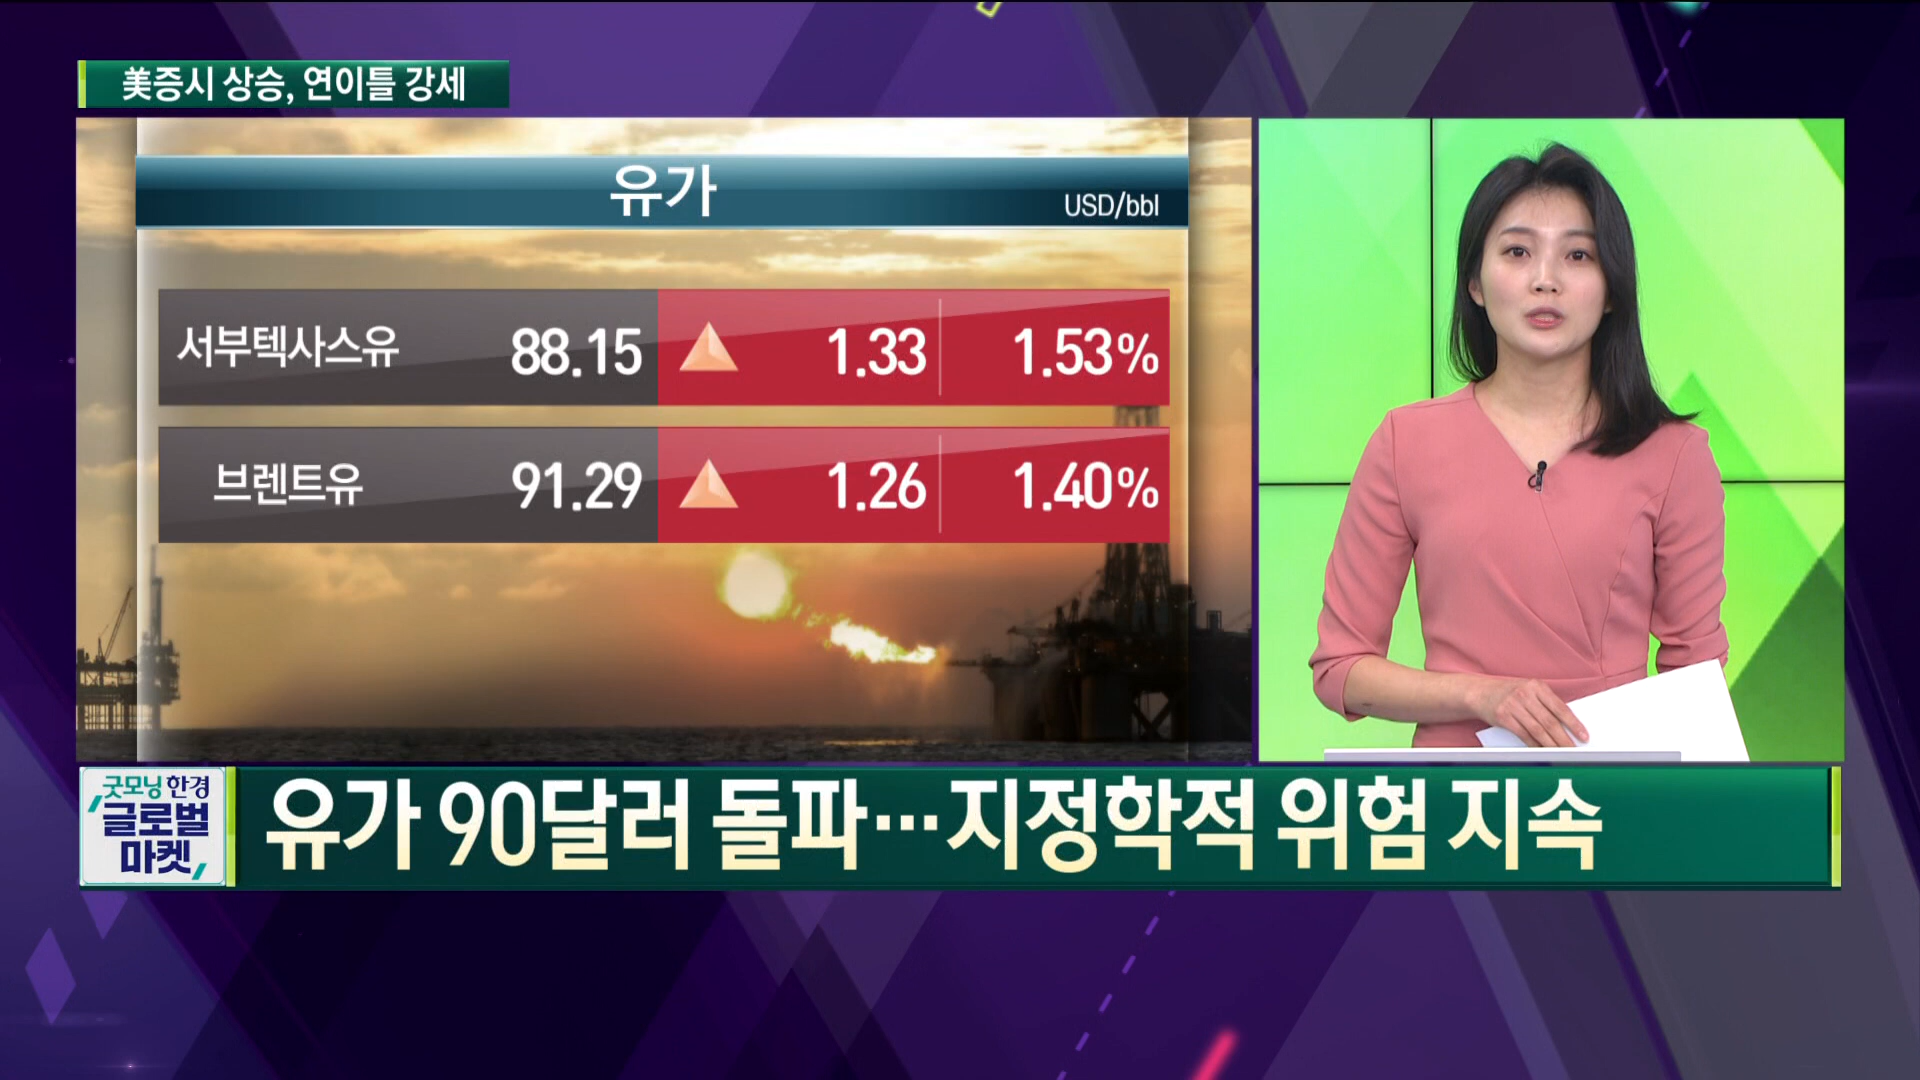 美증시 상승, 연이틀 강세
유가
USD/bbl
서부텍사스유 88.15 ▲ 1.33 1.53%
브렌트유 91.29 ▲ 1.26 1.40%
굿모닝 한경
글로벌
마켓
유가 90달러 돌파…지정학적 위험 지속